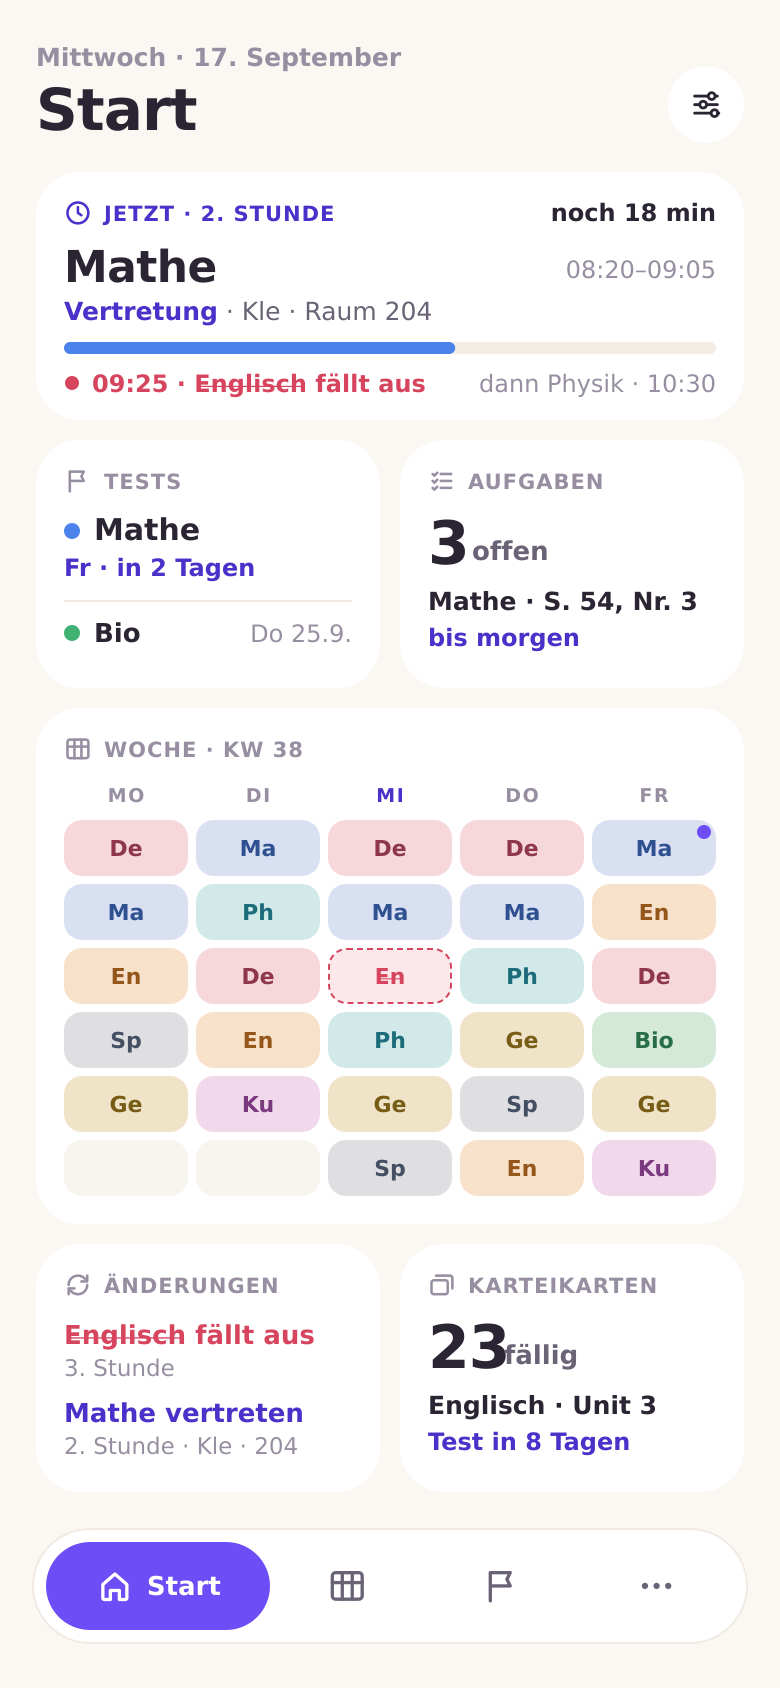 Mittwoch · 17. September
Start
JETZT · 2. STUNDE noch 18 min
Mathe 08:20–09:05
Vertretung · Kle · Raum 204
09:25 · Englisch fällt aus dann Physik · 10:30
TESTS
Mathe
Fr · in 2 Tagen
Bio Do 25.9.
AUFGABEN
3 offen
Mathe · S. 54, Nr. 3
bis morgen
WOCHE · KW 38
MO DI MI DO FR
De Ma De De Ma
Ma Ph Ma Ma En
En De En Ph De
Sp En Ph Ge Bio
Ge Ku Ge Sp Ge
Sp En Ku
ÄNDERUNGEN
Englisch fällt aus
3. Stunde
Mathe vertreten
2. Stunde · Kle · 204
KARTEIKARTEN
23 fällig
Englisch · Unit 3
Test in 8 Tagen
Start